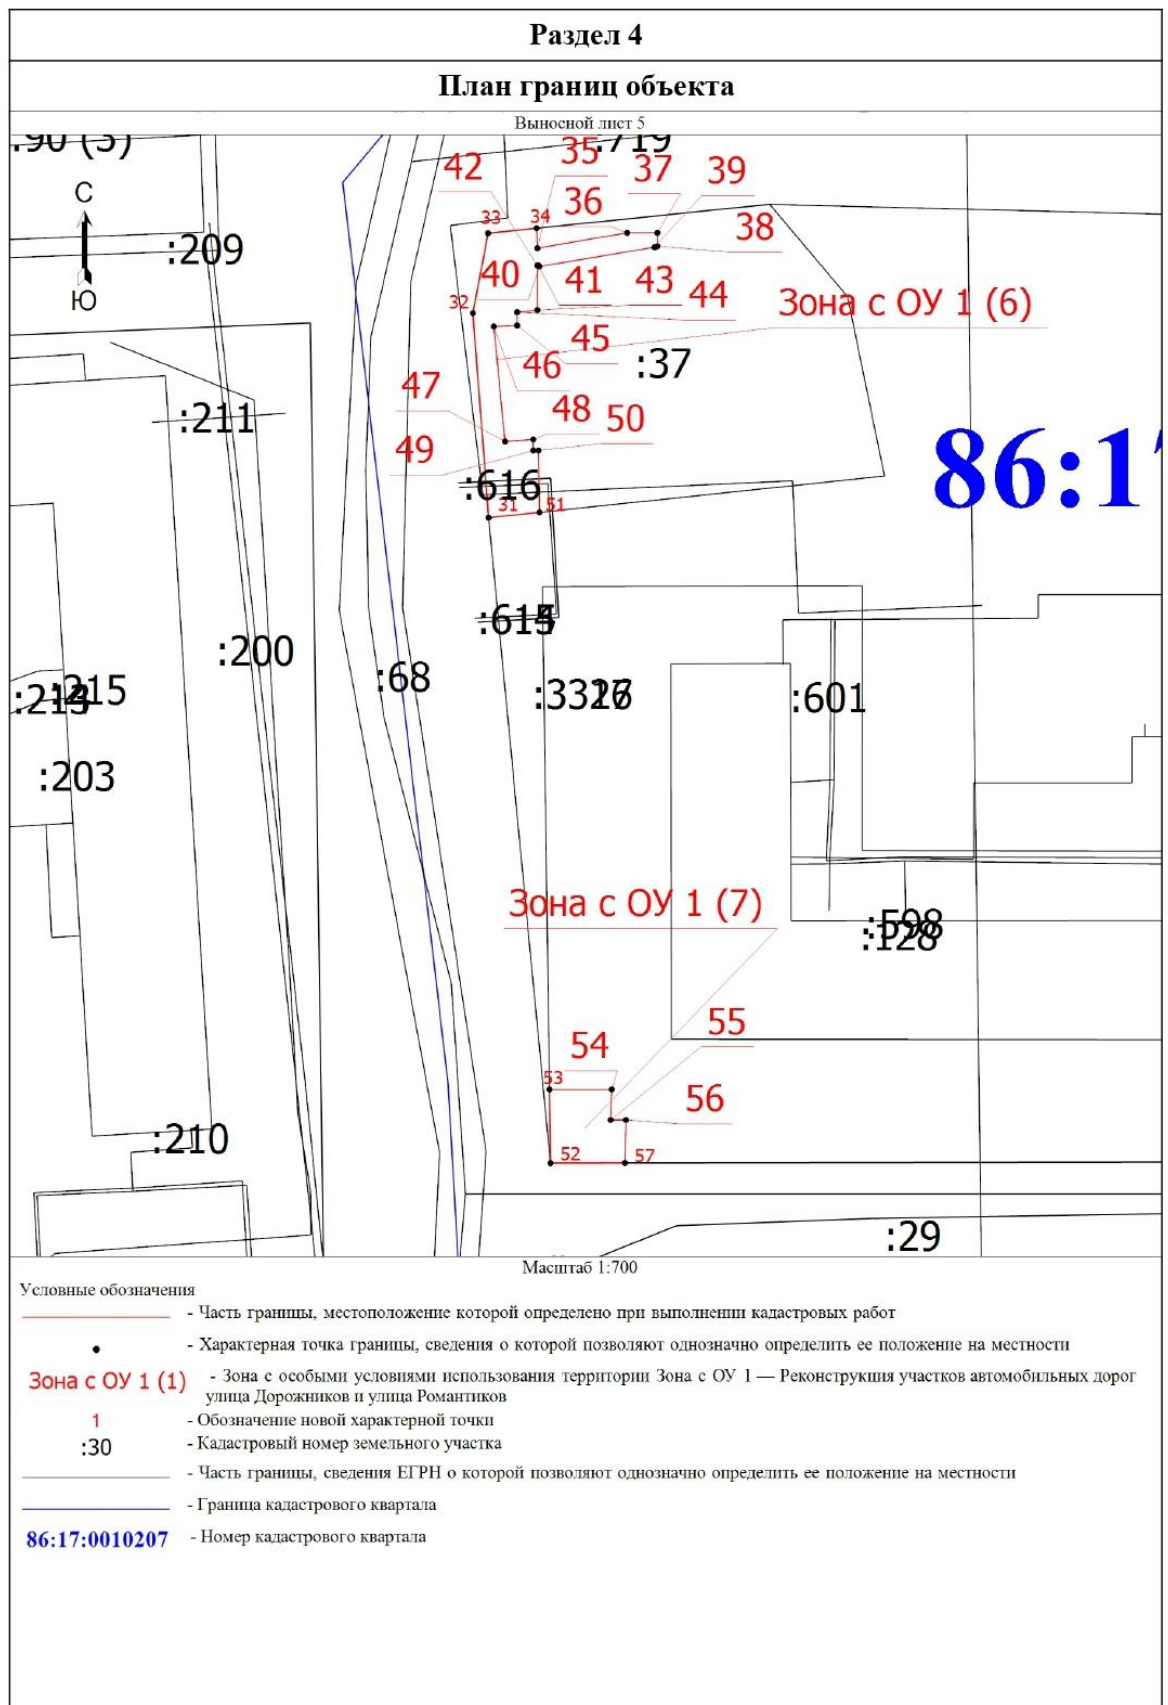 Раздел 4
План границ объекта
Выносной лист 5
:90 (3)
:719
35
42
37
39
С
36
33
34
38
:209
40
41
43
44
Ю
32
Зона с ОУ 1 (6)
45
46
:37
47
48
50
:211
49
86:1
:616
31
51
:200
:68
:601
:215
:203
Зона с ОУ 1 (7)
:598
:128
55
54
53
56
:210
52
57
:29
Масштаб 1:700
Условные обозначения
- Часть границы, местоположение которой определено при выполнении кадастровых работ
- Характерная точка границы, сведения о которой позволяют однозначно определить ее положение на местности
Зона с ОУ 1 (1) - Зона с особыми условиями использования территории Зона с ОУ 1 — Реконструкция участков автомобильных дорог
улица Дорожников и улица Романтиков
1 - Обозначение новой характерной точки
:30 - Кадастровый номер земельного участка
- Часть границы, сведения ЕГРН о которой позволяют однозначно определить ее положение на местности
- Граница кадастрового квартала
86:17:0010207 - Номер кадастрового квартала